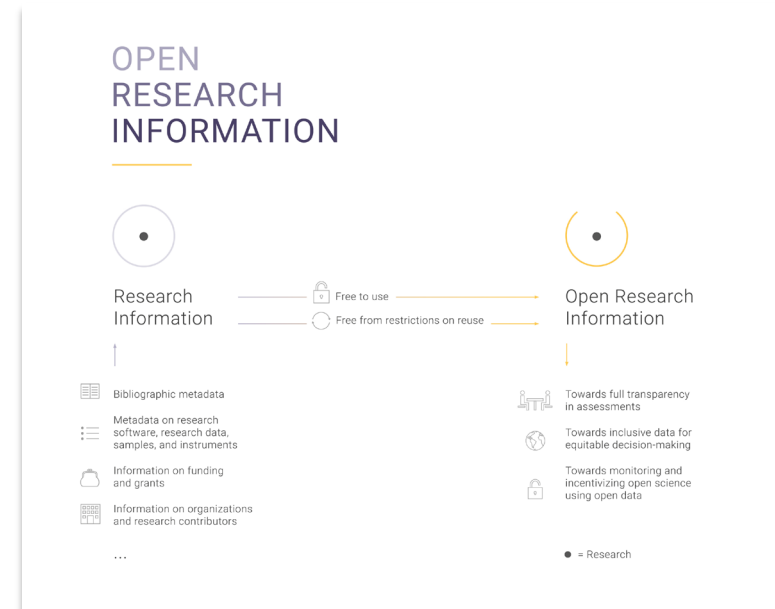 OPEN
RESEARCH
INFORMATION
Research
Information
Free to use
Free from restrictions on reuse
Open Research
Information
Bibliographic metadata
Metadata on research
software, research data,
samples, and instruments
Information on funding
and grants
Information on organizations
and research contributors
...
Towards full transparency
in assessments
Towards inclusive data for
equitable decision-making
Towards monitoring and
incentivizing open science
using open data
= Research